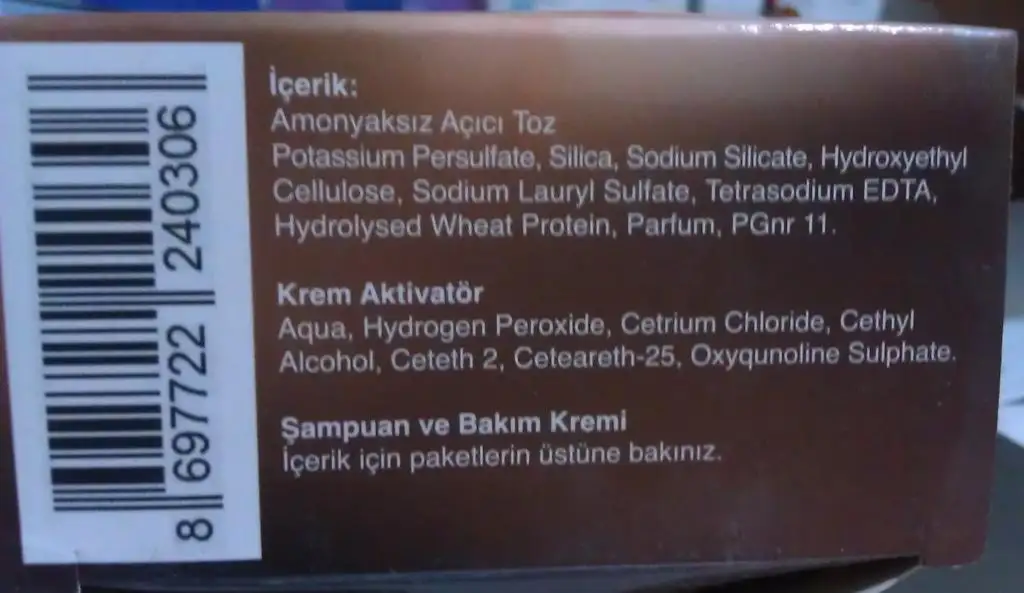 İçerik:
Amonyaksız Açıcı Toz
Potassium Persulfate, Silica, Sodium Silicate, Hydroxyethyl
Cellulose, Sodium Lauryl Sulfate, Tetrasodium EDTA,
Hydrolysed Wheat Protein, Parfum, PGnr 11.
Krem Aktivatör
Aqua, Hydrogen Peroxide, Cetrium Chloride, Cethyl
Alcohol, Ceteth 2, Ceteareth-25, Oxyqunoline Sulphate.
Şampuan ve Bakım Kremi
İçerik için paketlerin üstüne bakınız.
8 697722 240306